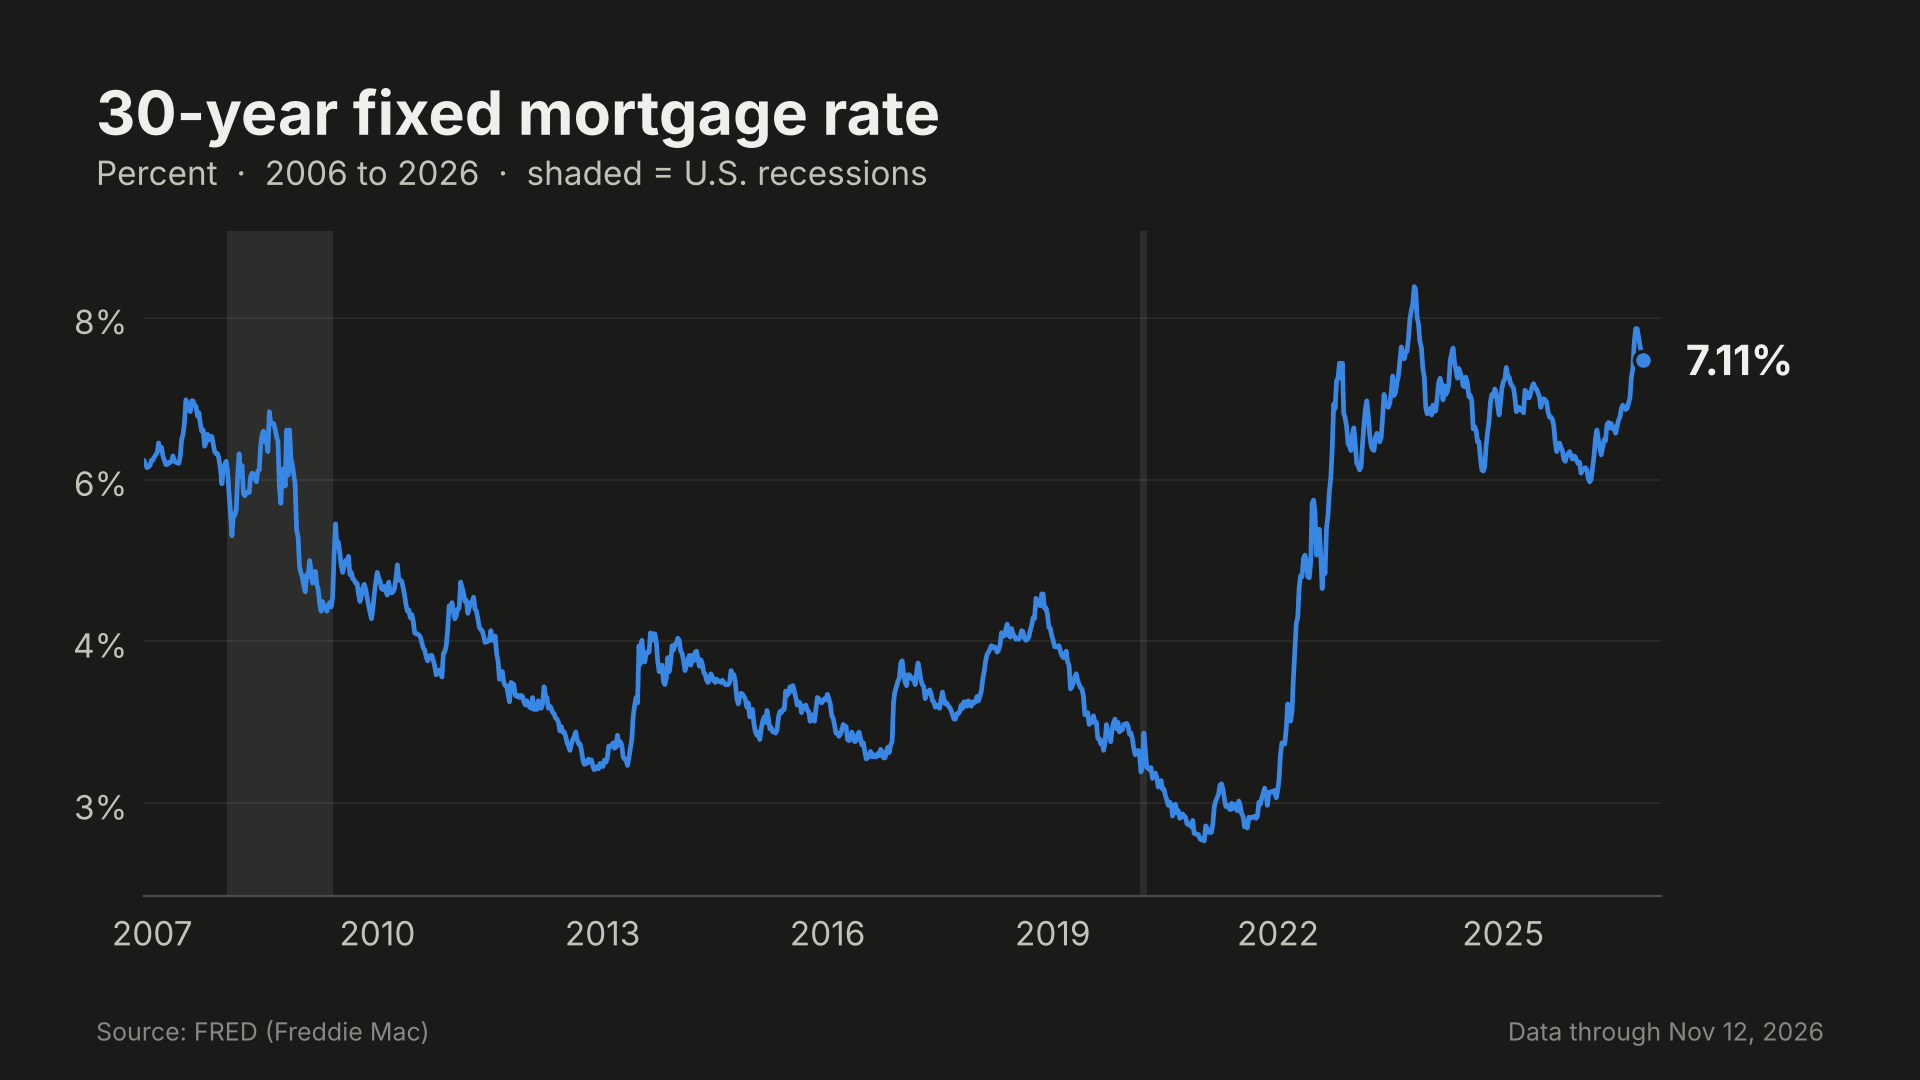 30-year fixed mortgage rate
Percent · 2006 to 2026 · shaded = U.S. recessions
8%
7.11%
6%
4%
3%
2007 2010 2013 2016 2019 2022 2025
Source: FRED (Freddie Mac)
Data through Nov 12, 2026